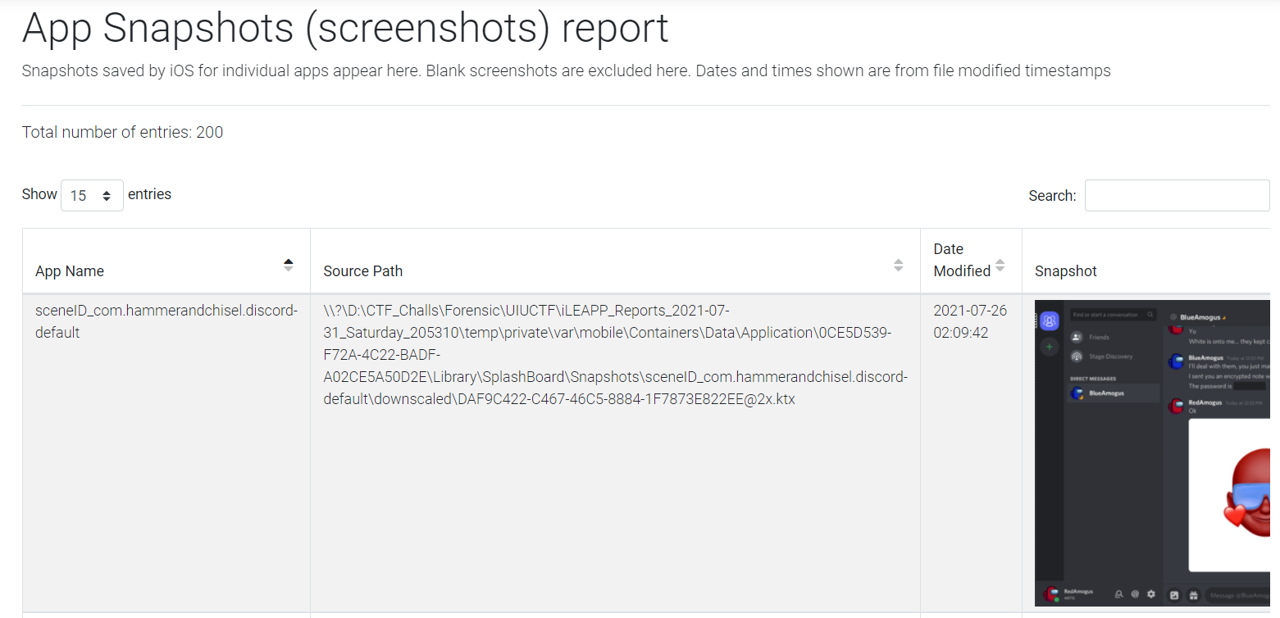 App Snapshots (screenshots) report
Snapshots saved by iOS for individual apps appear here. Blank screenshots are excluded here. Dates and times shown are from file modified timestamps
Total number of entries: 200
Show 15 entries
Search:
App Name
Source Path
Date
Modified
Snapshot
sceneID_com.hammerandchisel.discord-
default
\\?\D:\CTF_Challs\Forensic\UIUCTF\iLEAPP_Reports_2021-07-
31_Saturday_205310\temp\private\var\mobile\Containers\Data\Application\0CE5D539-
F72A-4C22-BADF-
A02CE5A50D2E\Library\SplashBoard\Snapshots\sceneID_com.hammerandchisel.discord-
default\downscaled\DAF9C422-C467-46C5-8884-1F7873E822EE@2x.ktx
2021-07-26
02:09:42
Find or start a conversation
Friends
Stage Discovery
DIRECT MESSAGES
BlueAmogus
BlueAmogus
Yo
White is onto me... they kept c
BlueAmogus Today at
I'll deal with them, you just ma
I sent you an encrypted note w
The password is
RedAmogus Today at
Ok
RedAmogus
Message @BlueAmog